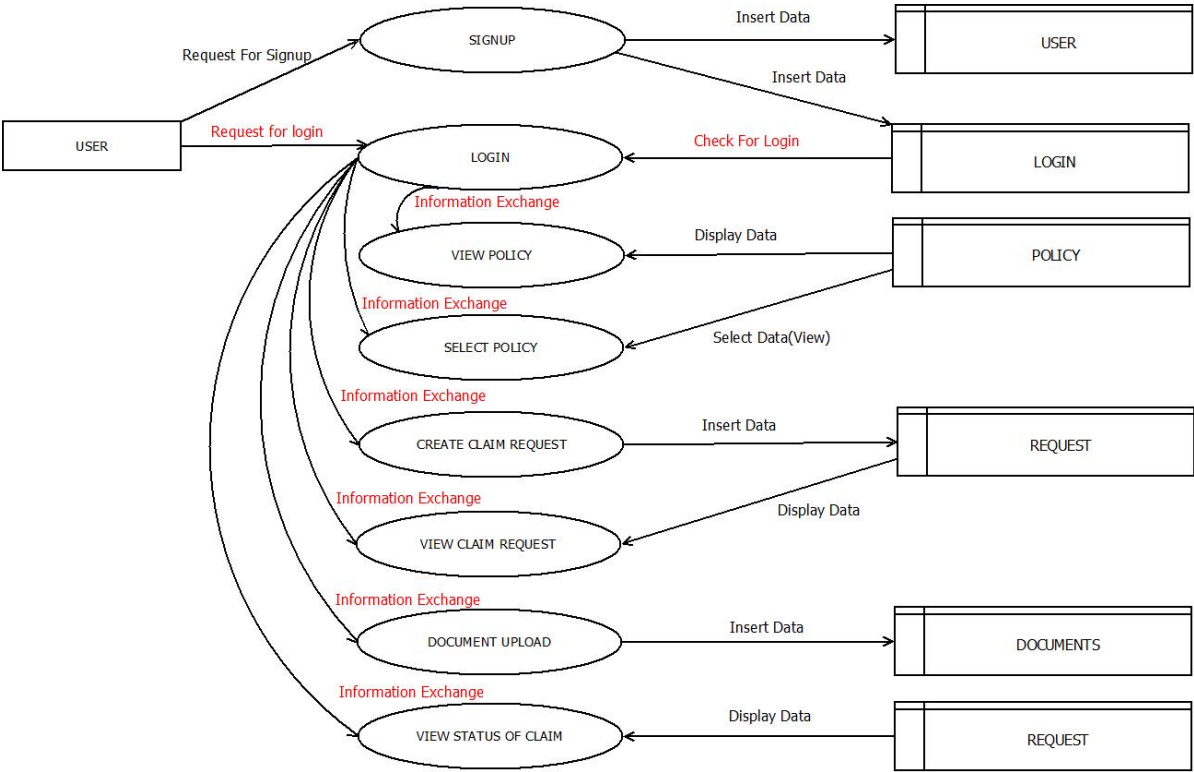 Insert Data
SIGNUP
USER
Request For Signup
Insert Data
USER
Request for login
LOGIN
Check For Login
LOGIN
Information Exchange
VIEW POLICY
Display Data
POLICY
Information Exchange
SELECT POLICY
Select Data(View)
Information Exchange
CREATE CLAIM REQUEST
Insert Data
REQUEST
Information Exchange
VIEW CLAIM REQUEST
Display Data
Information Exchange
DOCUMENT UPLOAD
Insert Data
DOCUMENTS
Information Exchange
VIEW STATUS OF CLAIM
Display Data
REQUEST